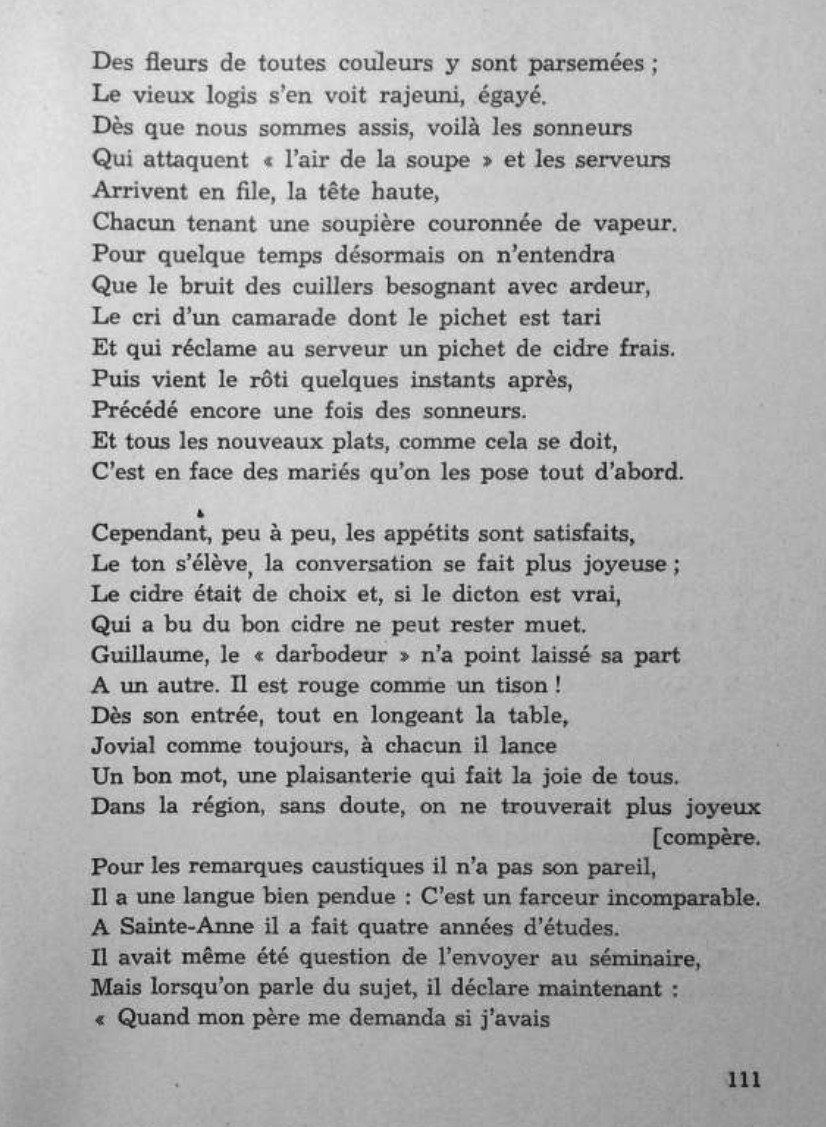 Des fleurs de toutes couleurs y sont parsemées ;
Le vieux logis s'en voit rajeuni, égayé.
Dès que nous sommes assis, voilà les sonneurs
Qui attaquent « l'air de la soupe » et les serveurs
Arrivent en file, la tête haute,
Chacun tenant une soupière couronnée de vapeur.
Pour quelque temps désormais on n'entendra
Que le bruit des cuillers besognant avec ardeur,
Le cri d'un camarade dont le pichet est tari
Et qui réclame au serveur un pichet de cidre frais.
Puis vient le rôti quelques instants après,
Précédé encore une fois des sonneurs.
Et tous les nouveaux plats, comme cela se doit,
C'est en face des mariés qu'on les pose tout d'abord.
Cependant, peu à peu, les appétits sont satisfaits,
Le ton s'élève, la conversation se fait plus joyeuse ;
Le cidre était de choix et, si le dicton est vrai,
Qui a bu du bon cidre ne peut rester muet.
Guillaume, le « darbodeur » n'a point laissé sa part
A un autre. Il est rouge comme un tison !
Dès son entrée, tout en longeant la table,
Jovial comme toujours, à chacun il lance
Un bon mot, une plaisanterie qui fait la joie de tous.
Dans la région, sans doute, on ne trouverait plus joyeux
[compère.
Pour les remarques caustiques il n'a pas son pareil,
Il a une langue bien pendue : C'est un farceur incomparable.
A Sainte-Anne il a fait quatre années d'études.
Il avait même été question de l'envoyer au séminaire,
Mais lorsqu'on parle du sujet, il déclare maintenant :
« Quand mon père me demanda si j'avais
111